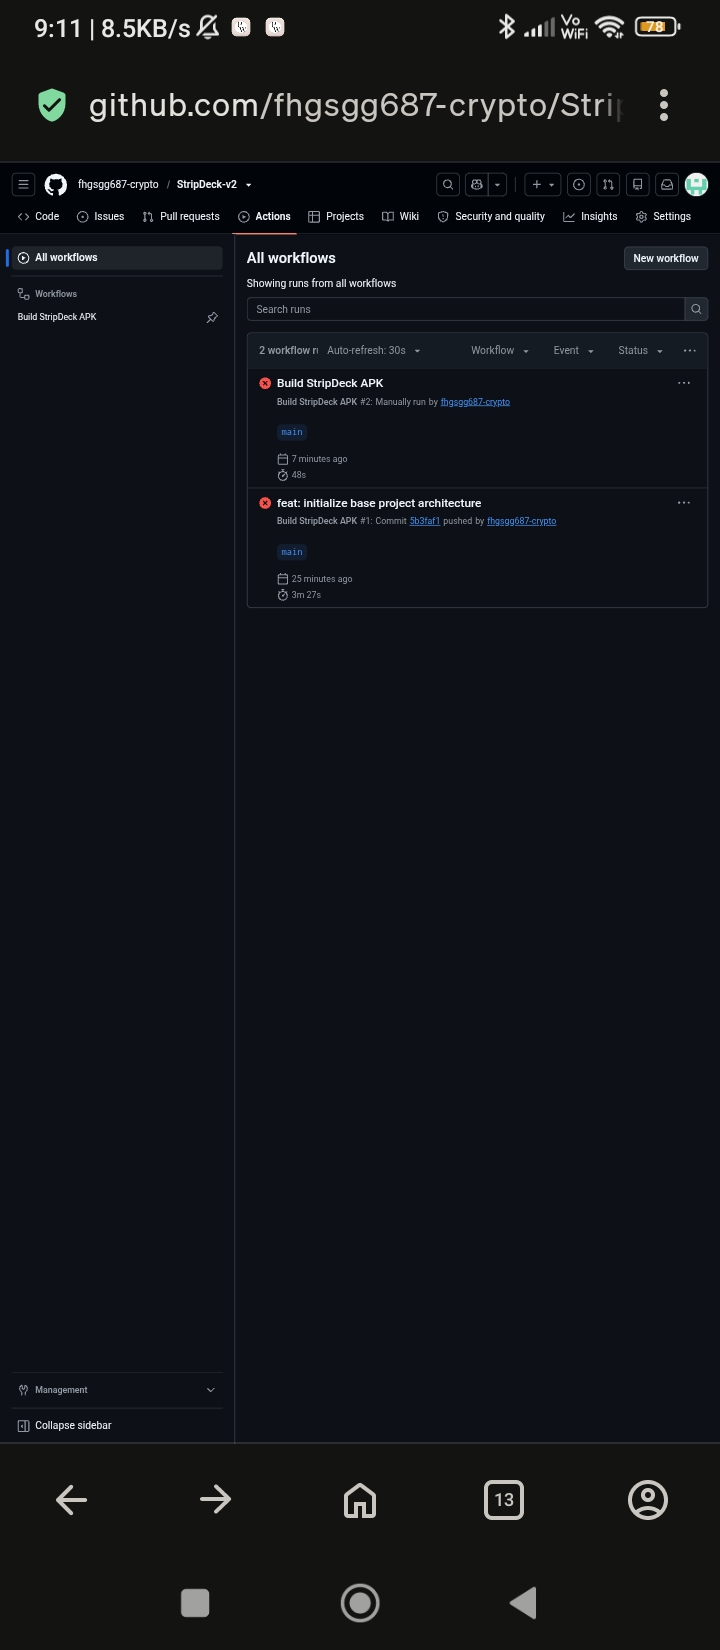 9:11 | 8.5KB/s
Vo
WiFi
78
github.com/fhgsgg687-crypto/Strip
fhgsgg687-crypto / StripDeck-v2
Code Issues Pull requests Actions Projects Wiki Security and quality Insights Settings
All workflows
Workflows
Build StripDeck APK
All workflows
New workflow
Showing runs from all workflows
Search runs
2 workflow ru Auto-refresh: 30s Workflow Event Status
Build StripDeck APK
Build StripDeck APK #2: Manually run by fhgsgg687-crypto
main
7 minutes ago
48s
feat: initialize base project architecture
Build StripDeck APK #1: Commit 5b3faf1 pushed by fhgsgg687-crypto
main
25 minutes ago
3m 27s
Management
Collapse sidebar
13